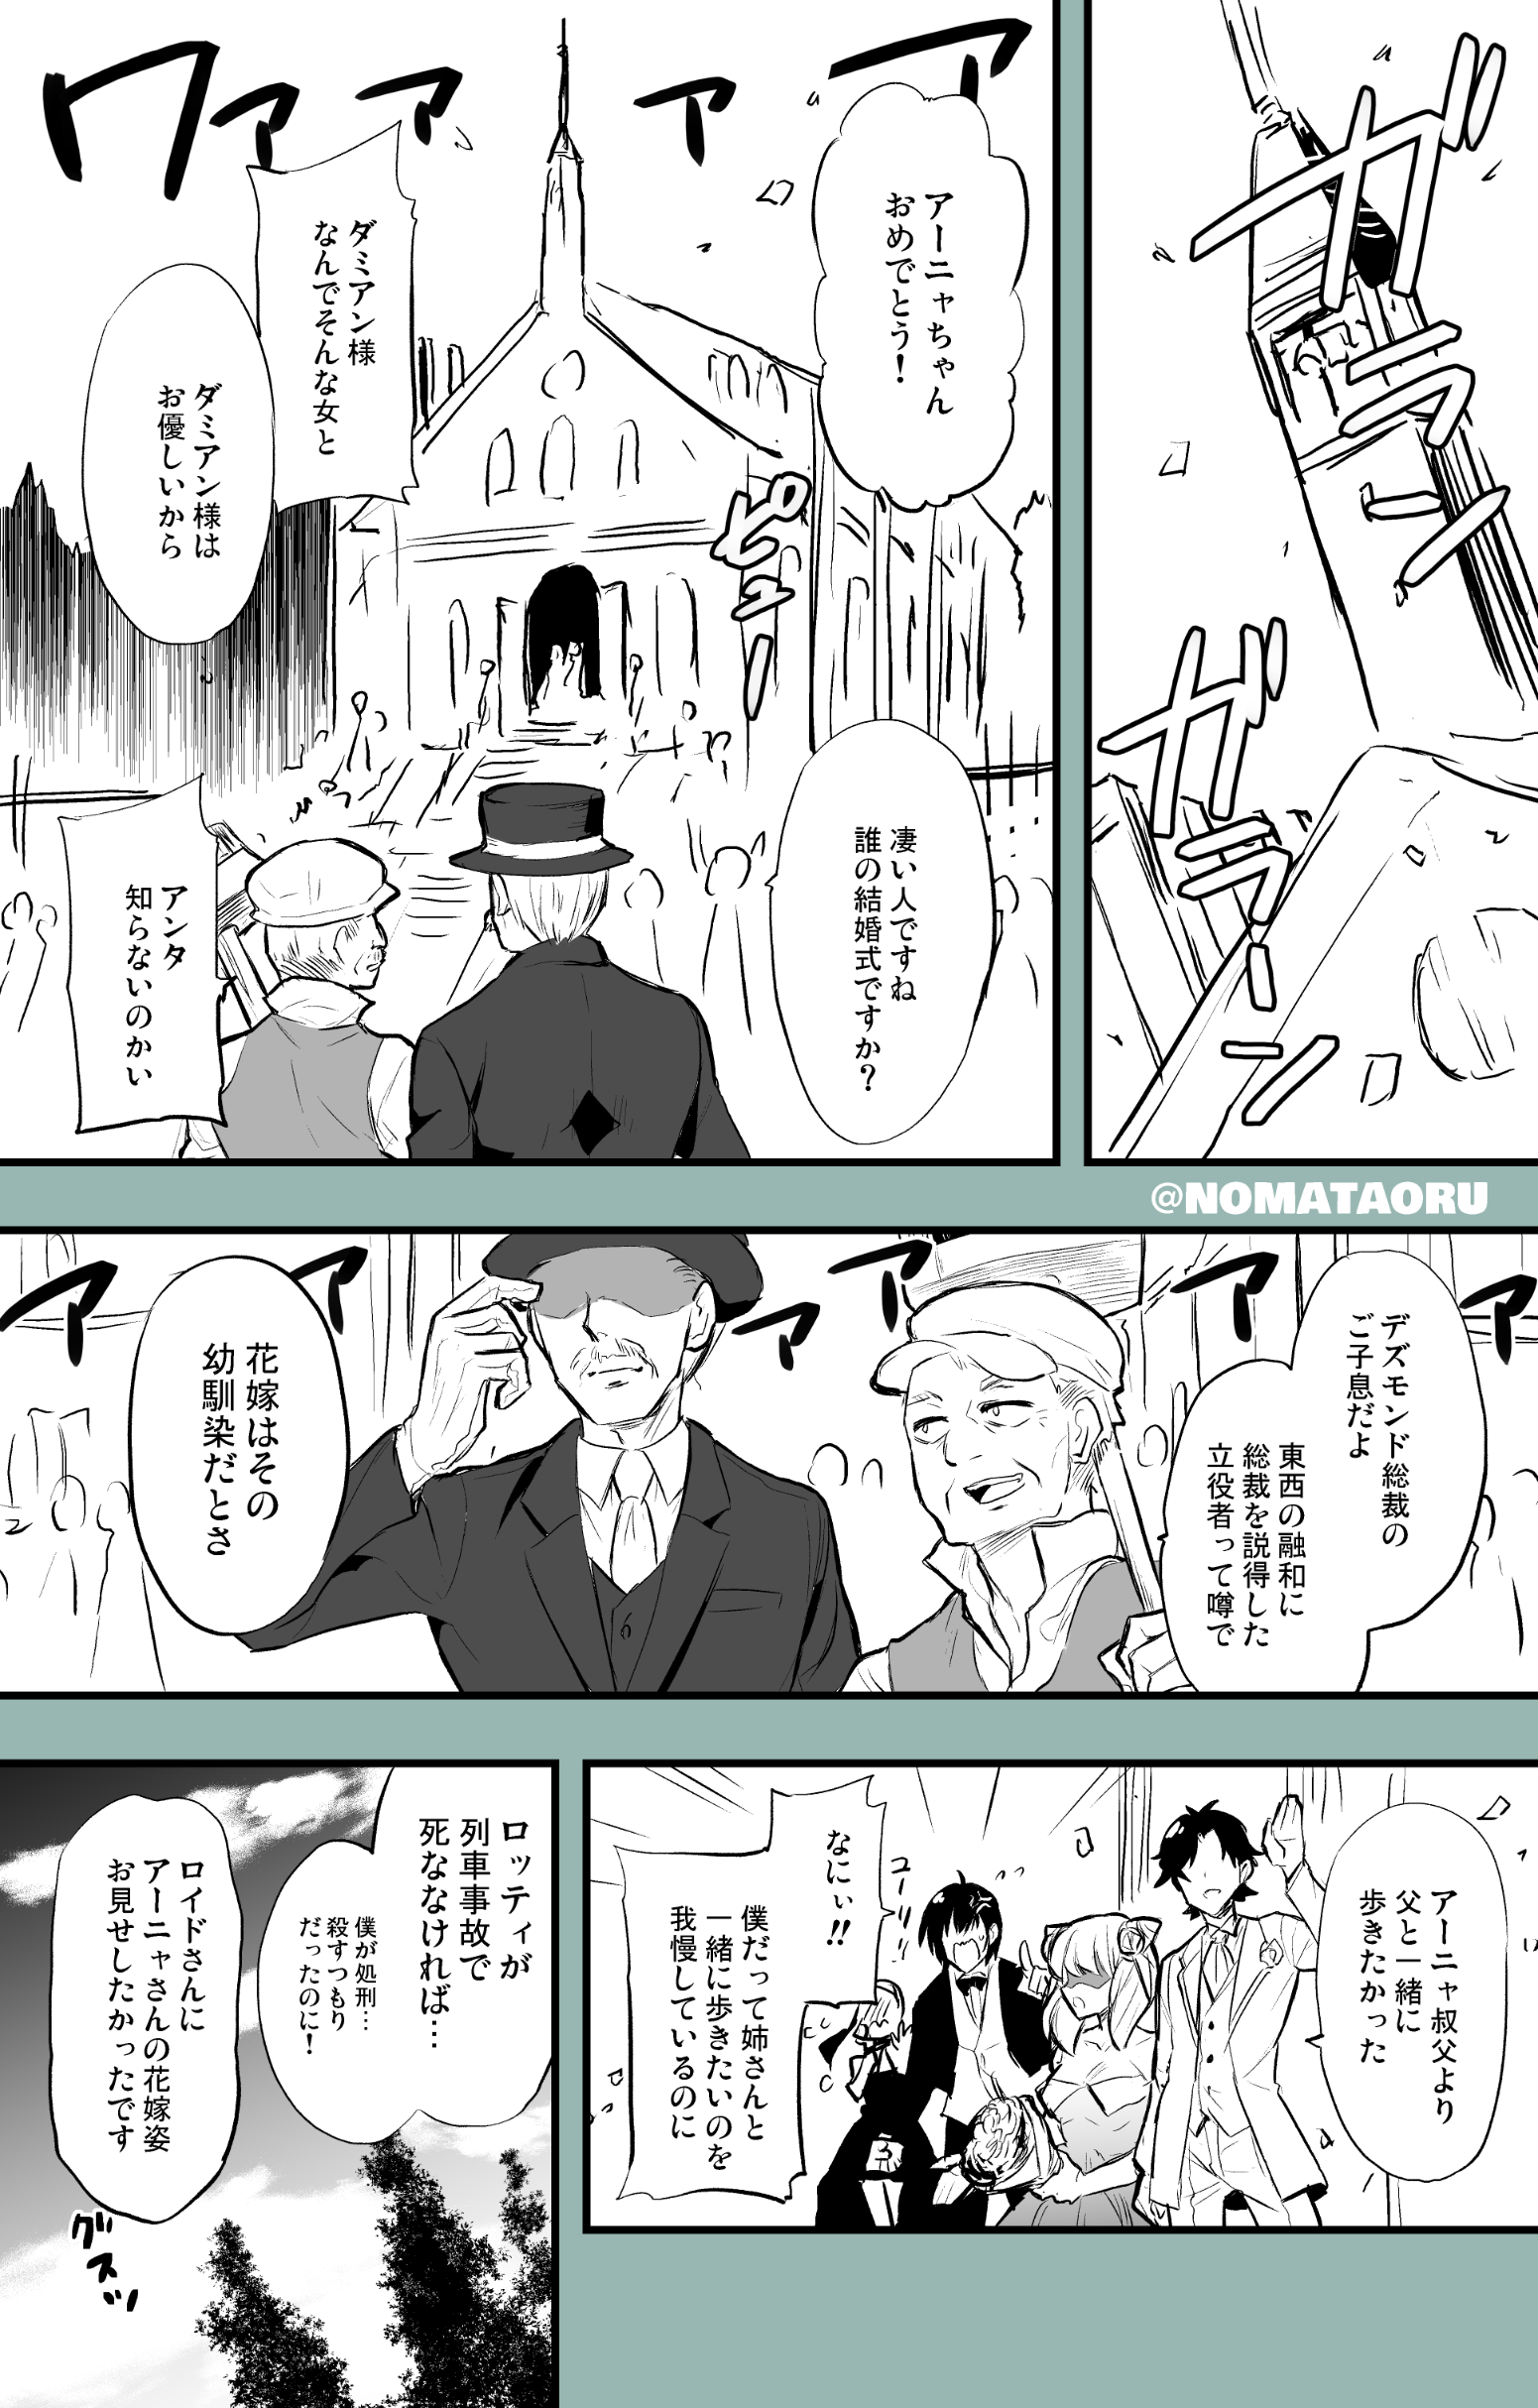 ガラン
ガラーン
ワァァァァ
アーニャちゃん
おめでとう！
ダミアン様
なんでそんな女と
ダミアン様は
お優しいから
ピューー
凄い人ですね
誰の結婚式ですか？
アンタ
知らないのかい
@NOMATAORU
アアアアアア
デズモンド総裁の
ご子息だよ
東西の融和に
総裁を説得した
立役者って噂で
花嫁はその
幼馴染だとさ
アーニャ叔父より
父と一緒に
歩きたかった
なにぃ!!
僕だって姉さんと
一緒に歩きたいのを
我慢しているのに
ロッティが
列車事故で
死ななければ…
僕が処刑…
殺すつもり
だったのに！
ロイドさんに
アーニャさんの花嫁姿
お見せしたかったです
グスッ